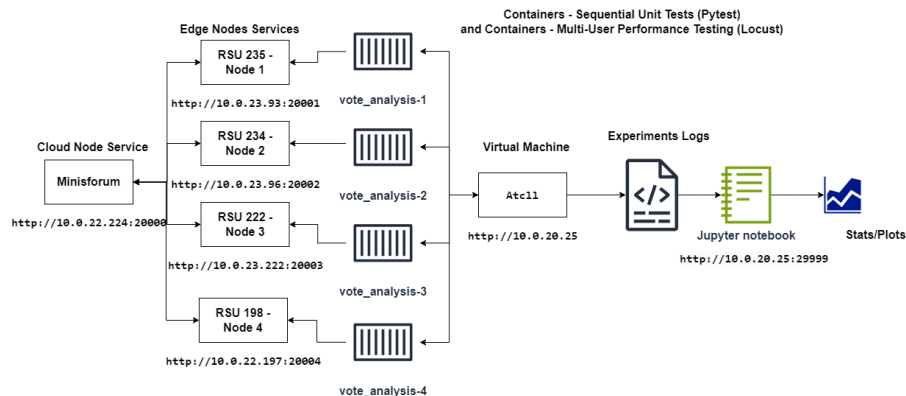 Containers - Sequential Unit Tests (Pytest)
and Containers - Multi-User Performance Testing (Locust)
Edge Nodes Services
RSU 235 -
Node 1
http://10.0.23.93:20001
vote_analysis-1
RSU 234 -
Node 2
http://10.0.23.96:20002
vote_analysis-2
Cloud Node Service
Minisforum
http://10.0.22.224:20000
RSU 222 -
Node 3
http://10.0.23.222:20003
vote_analysis-3
RSU 198 -
Node 4
http://10.0.22.197:20004
vote_analysis-4
Virtual Machine
Atcll
http://10.0.20.25
Experiments Logs
Jupyter notebook
http://10.0.20.25:29999
Stats/Plots